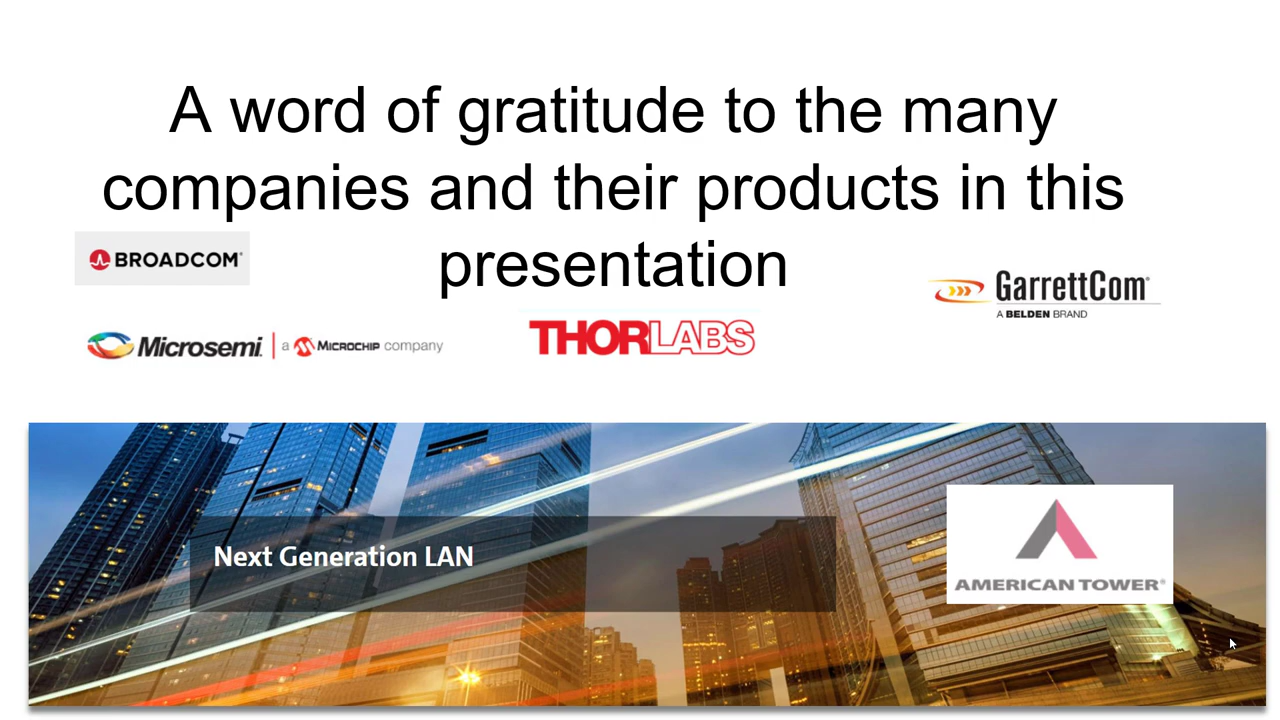 A word of gratitude to the many
companies and their products in this
presentation
BROADCOM®
GarrettCom®
A BELDEN BRAND
Microsemi. | a MICROCHIP company
THORLABS
Next Generation LAN
AMERICAN TOWER®